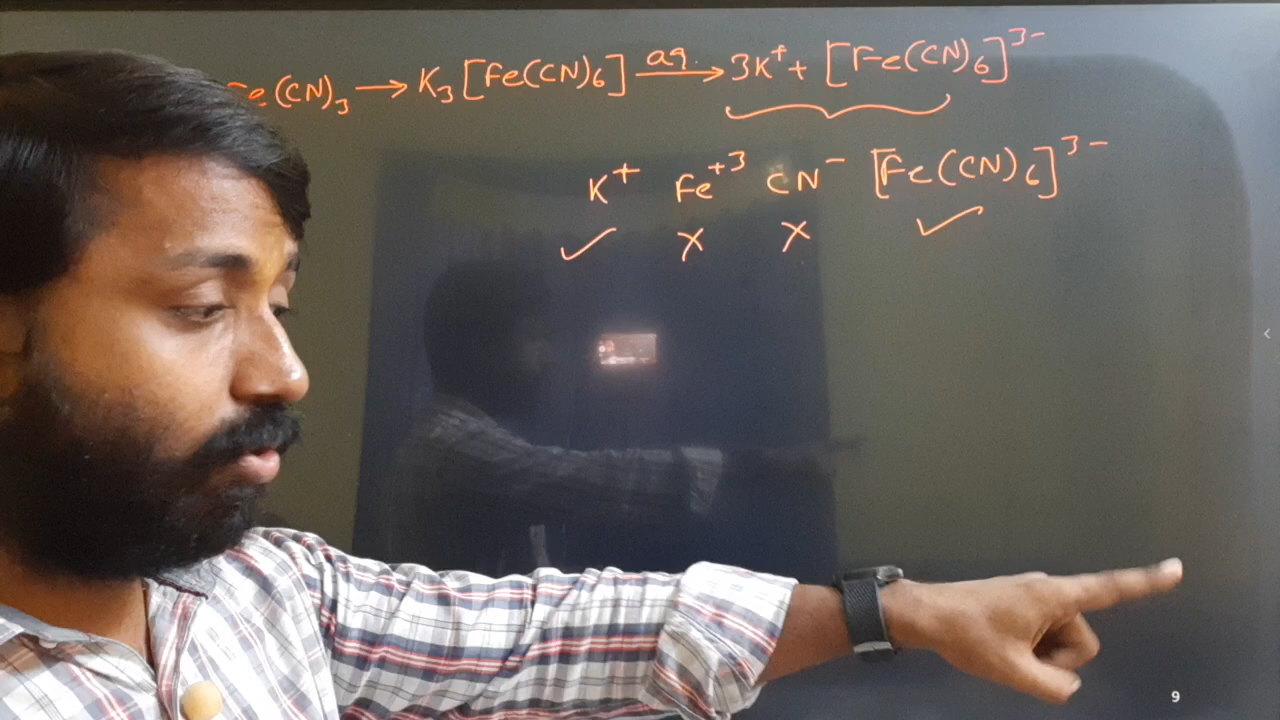 Fe(CN)₃ → K₃[Fe(CN)₆] —aq.→ 3K⁺ + [Fe(CN)₆]³⁻
K⁺ Fe⁺³ CN⁻ [Fe(CN)₆]³⁻
✓ X X ✓
9